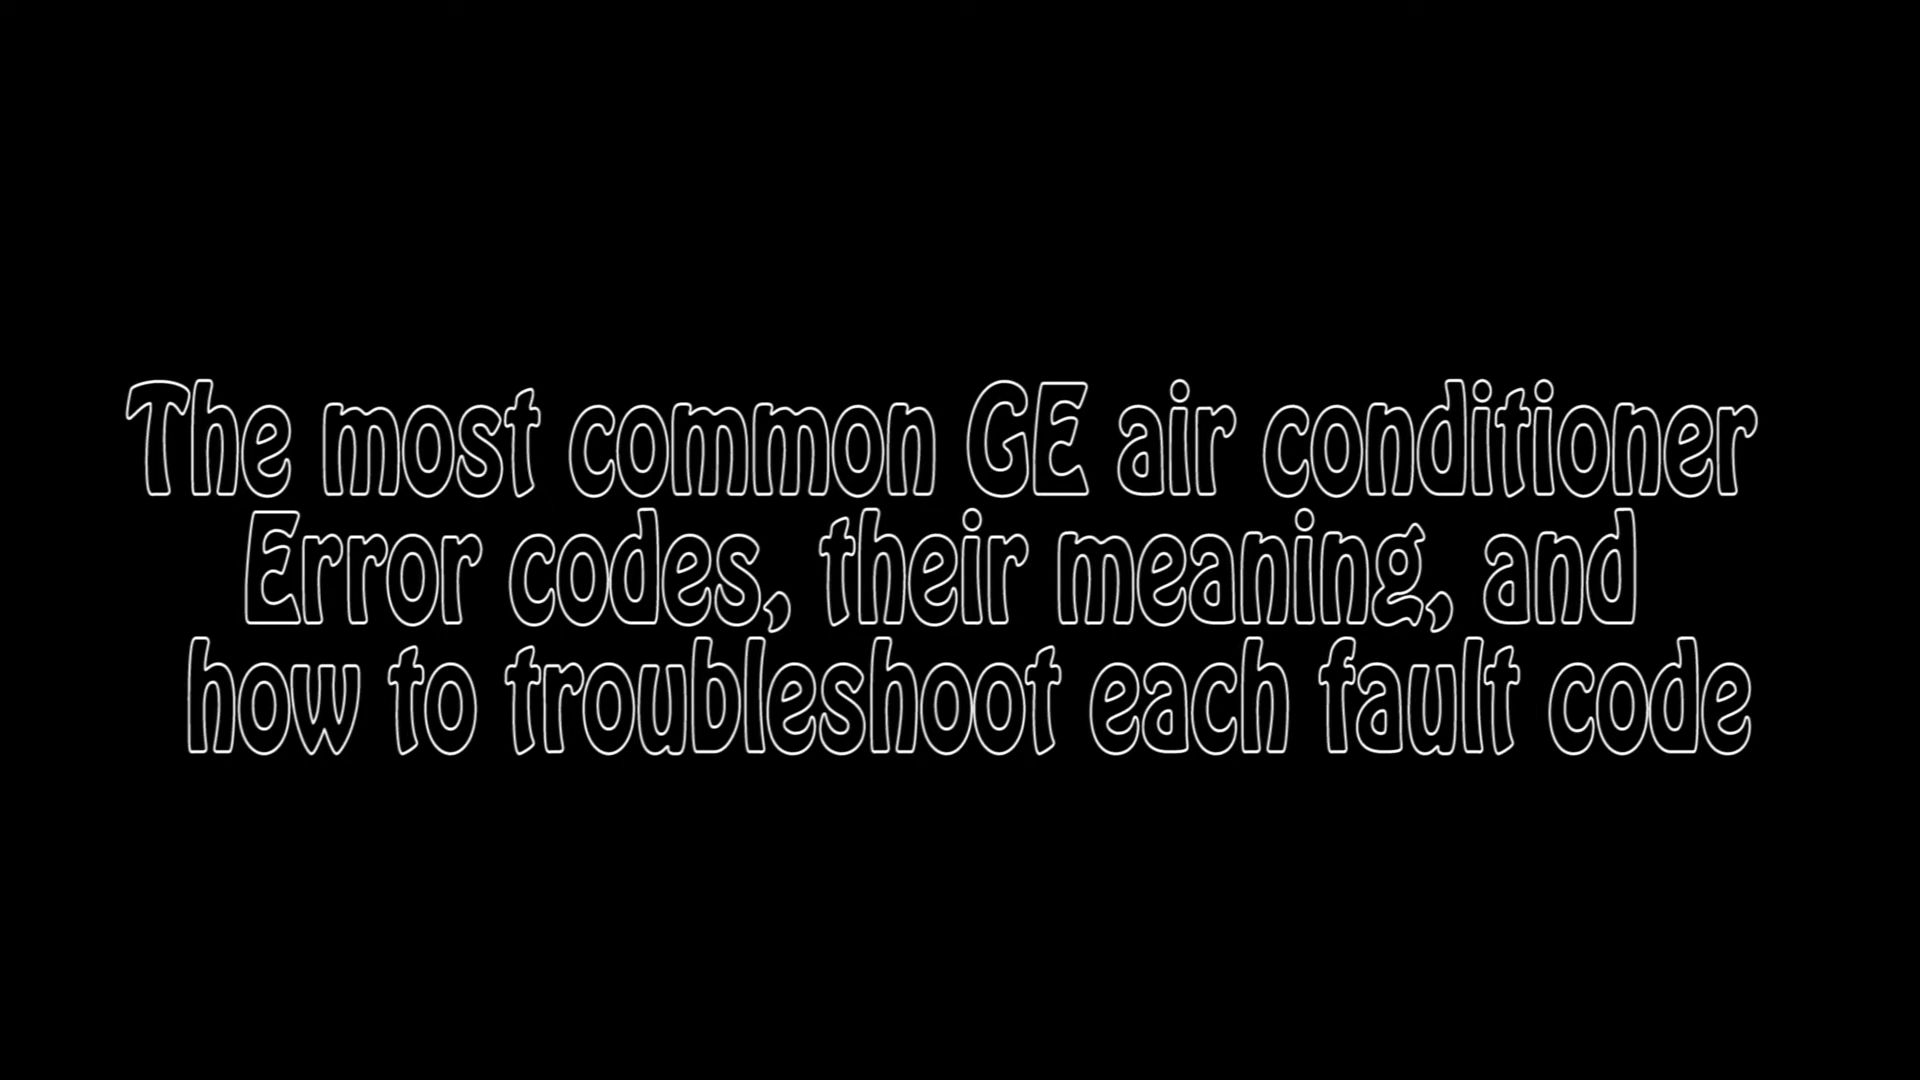 The most common GE air conditioner
Error codes, their meaning, and
how to troubleshoot each fault code